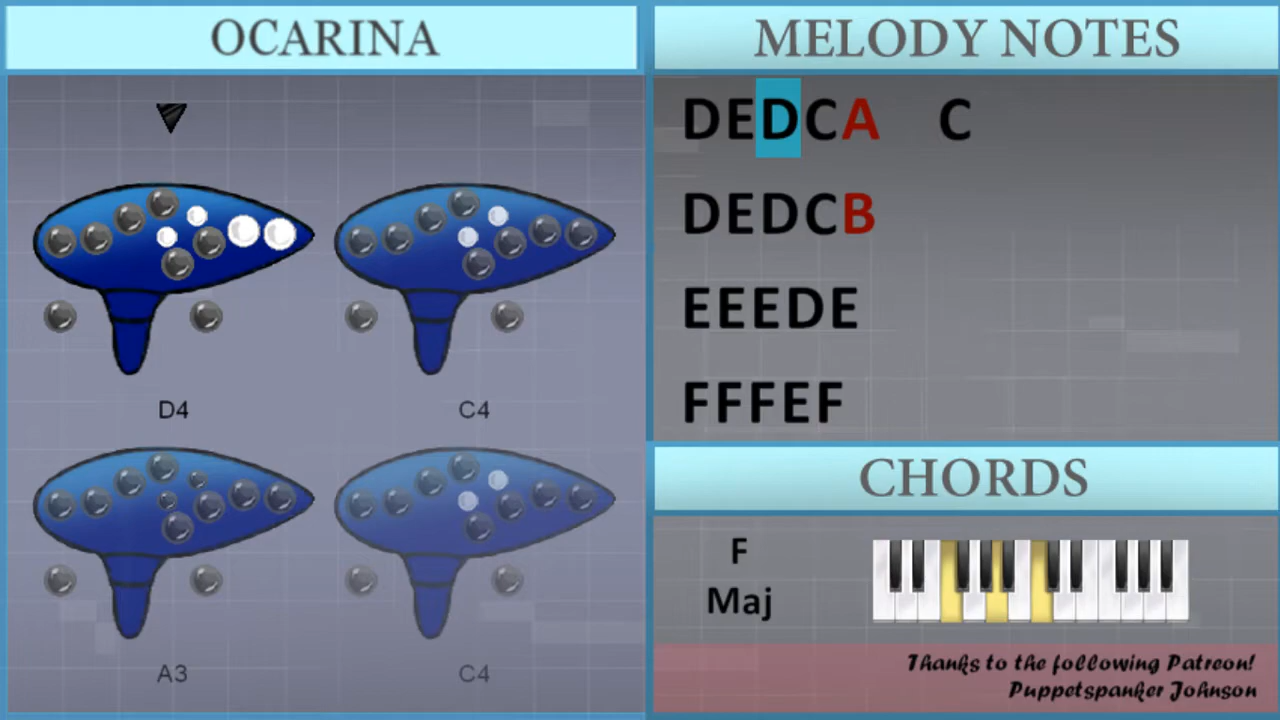 OCARINA
D4 C4
A3 C4
MELODY NOTES
DEDCA C
DEDCB
EEEDE
FFFEF
CHORDS
F
Maj
Thanks to the following Patreon!
Puppetspanker Johnson